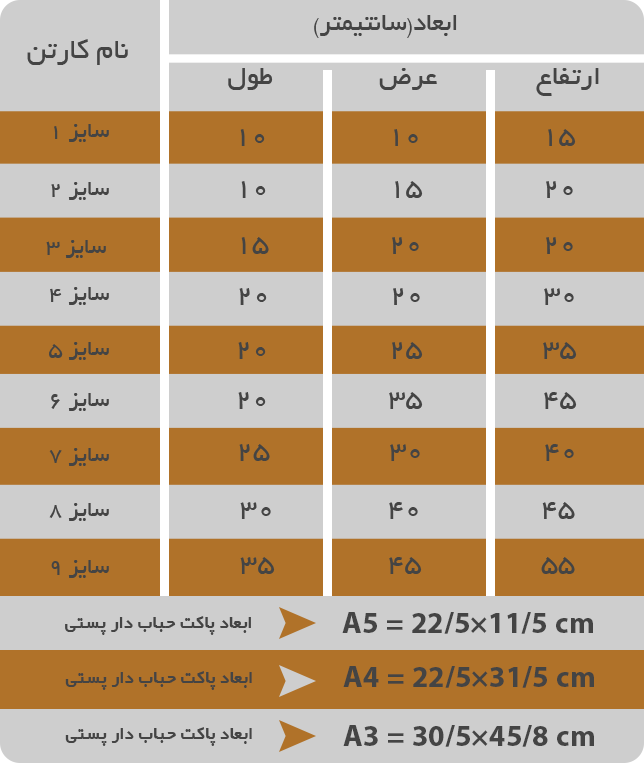 نام کارتن
ابعاد(سانتیمتر)
طول عرض ارتفاع
سایز ۱ ۱۰ ۱۰ ۱۵
سایز ۲ ۱۰ ۱۵ ۲۰
سایز ۳ ۱۵ ۲۰ ۲۰
سایز ۴ ۲۰ ۲۰ ۳۰
سایز ۵ ۲۰ ۲۵ ۳۵
سایز ۶ ۲۰ ۳۵ ۴۵
سایز ۷ ۲۵ ۳۰ ۴۰
سایز ۸ ۳۰ ۴۰ ۴۵
سایز ۹ ۳۵ ۴۵ ۵۵
ابعاد پاکت حباب دار پستی A5 = 22/5×11/5 cm
ابعاد پاکت حباب دار پستی A4 = 22/5×31/5 cm
ابعاد پاکت حباب دار پستی A3 = 30/5×45/8 cm